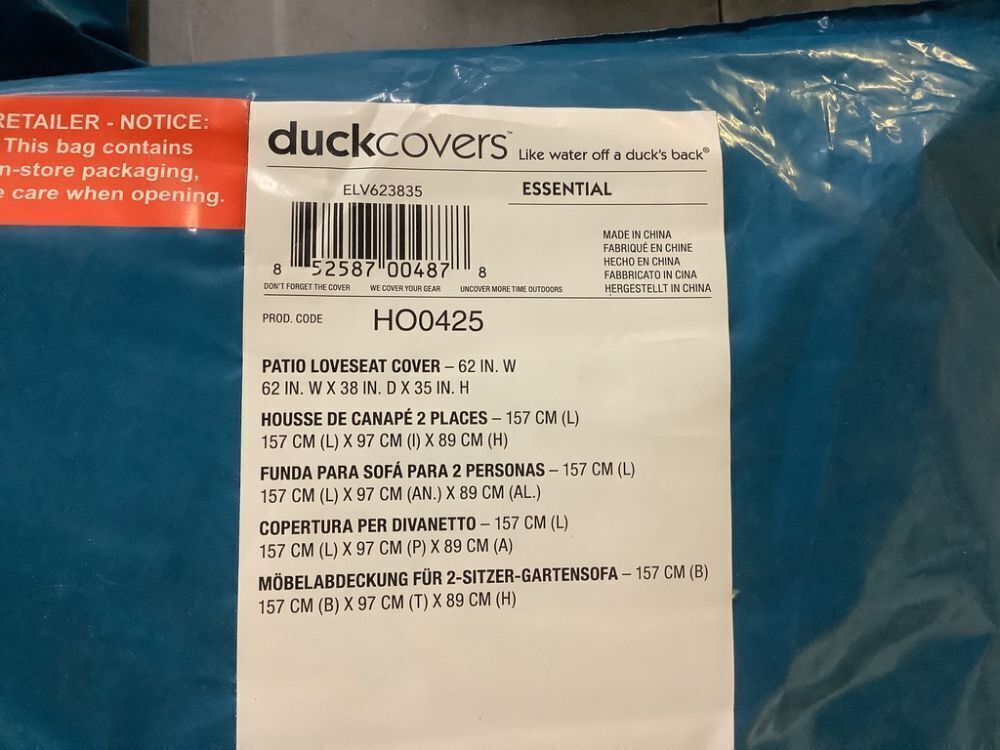 RETAILER - NOTICE:
This bag contains
n-store packaging,
care when opening.
duckcovers™ Like water off a duck's back®
ELV623835
ESSENTIAL
8 52587 00487 8
MADE IN CHINA
FABRIQUÉ EN CHINE
HECHO EN CHINA
FABBRICATO IN CINA
HERGESTELLT IN CHINA
DON'T FORGET THE COVER WE COVER YOUR GEAR UNCOVER MORE TIME OUTDOORS
PROD. CODE HO0425
PATIO LOVESEAT COVER – 62 IN. W
62 IN. W X 38 IN. D X 35 IN. H
HOUSSE DE CANAPÉ 2 PLACES – 157 CM (L)
157 CM (L) X 97 CM (l) X 89 CM (H)
FUNDA PARA SOFÁ PARA 2 PERSONAS – 157 CM (L)
157 CM (L) X 97 CM (AN.) X 89 CM (AL.)
COPERTURA PER DIVANETTO – 157 CM (L)
157 CM (L) X 97 CM (P) X 89 CM (A)
MÖBELABDECKUNG FÜR 2-SITZER-GARTENSOFA – 157 CM (B)
157 CM (B) X 97 CM (T) X 89 CM (H)